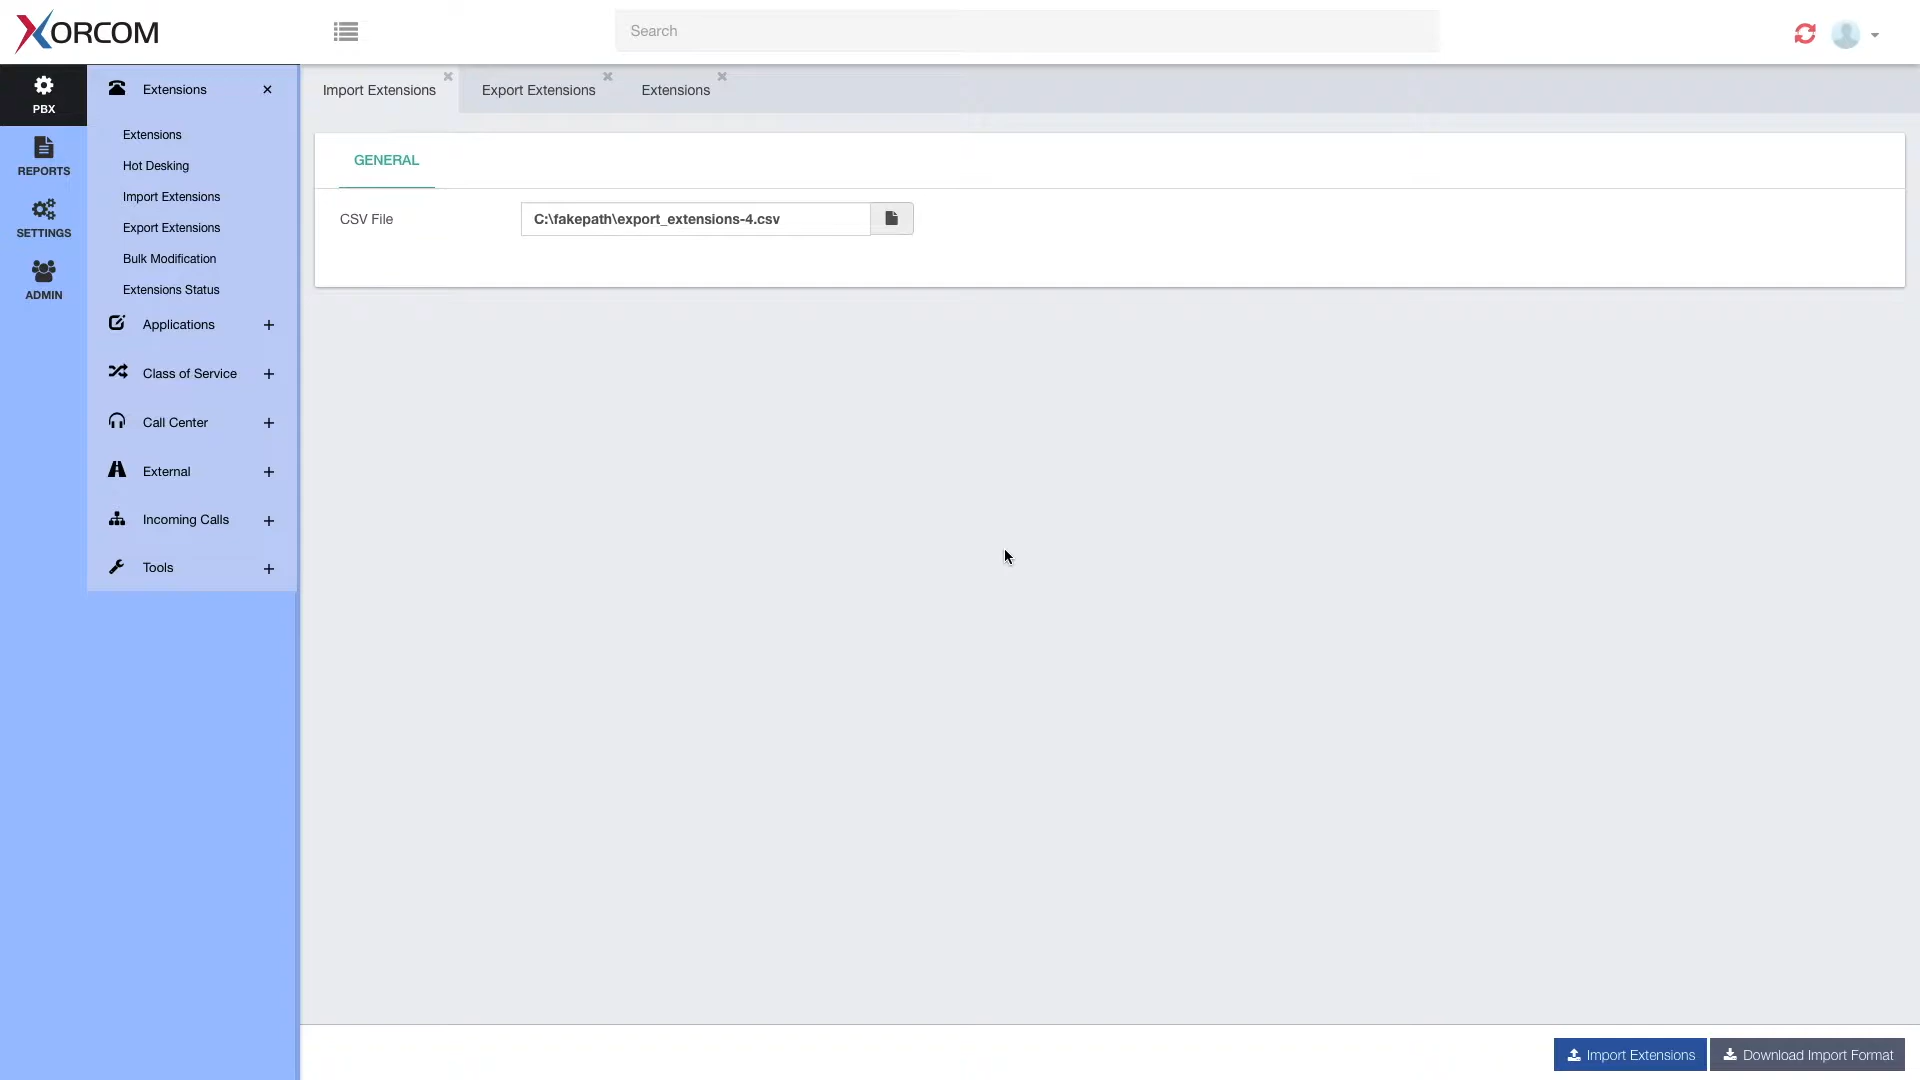 XORCOM
Search
PBX
REPORTS
SETTINGS
ADMIN
Extensions
Extensions
Hot Desking
Import Extensions
Export Extensions
Bulk Modification
Extensions Status
Applications
Class of Service
Call Center
External
Incoming Calls
Tools
Import Extensions
Export Extensions
Extensions
GENERAL
CSV File
C:\fakepath\export_extensions-4.csv
Import Extensions
Download Import Format